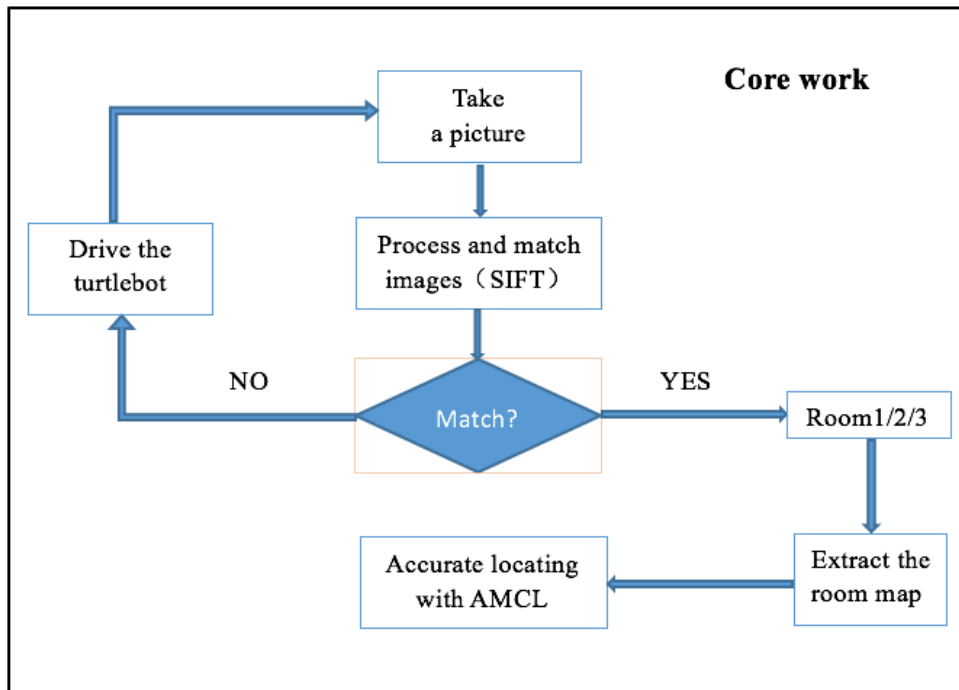 Core work
Take
a picture
Process and match
images（SIFT）
Drive the
turtlebot
NO
Match?
YES
Room1/2/3
Extract the
room map
Accurate locating
with AMCL